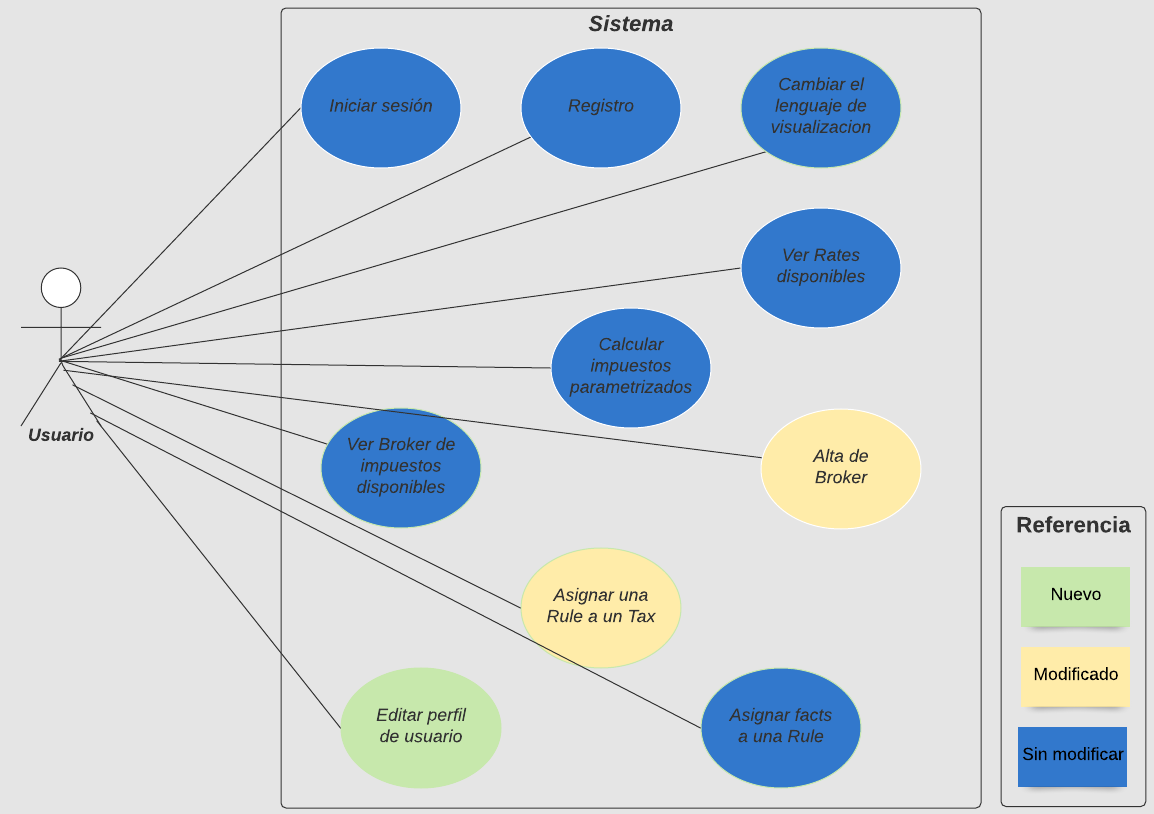 Sistema
Iniciar sesión
Registro
Cambiar el
lenguaje de
visualizacion
Ver Rates
disponibles
Calcular
impuestos
parametrizados
Usuario
Ver Broker de
impuestos
disponibles
Alta de
Broker
Asignar una
Rule a un Tax
Editar perfil
de usuario
Asignar facts
a una Rule
Referencia
Nuevo
Modificado
Sin modificar